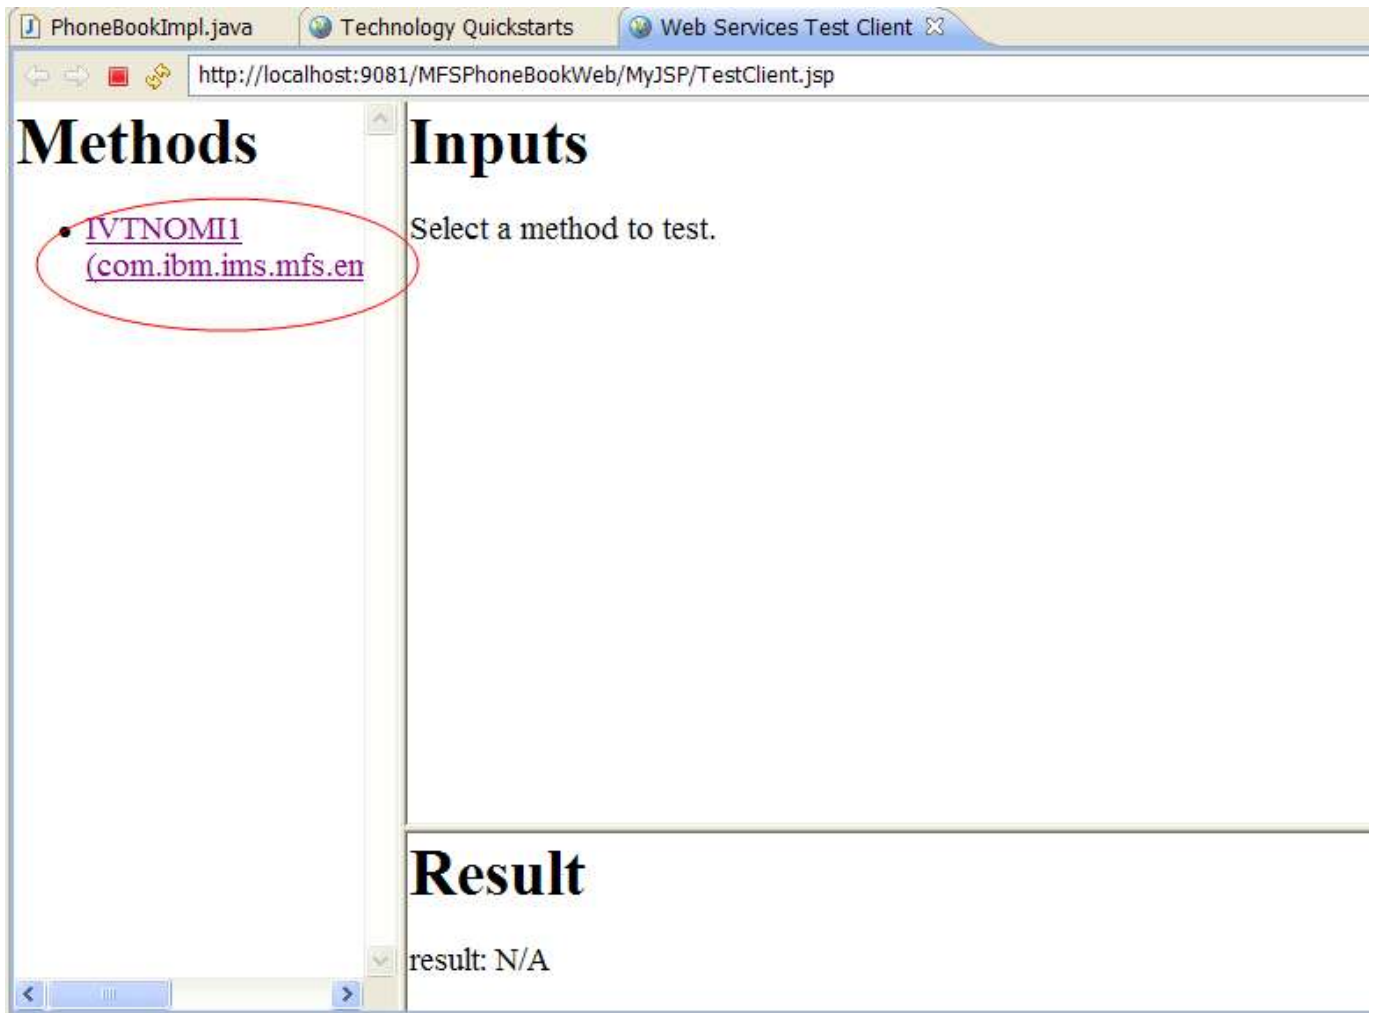 PhoneBookImpl.java Technology Quickstarts Web Services Test Client
http://localhost:9081/MFSPhoneBookWeb/MyJSP/TestClient.jsp
Methods
IVTNOMI1
(com.ibm.ims.mfs.em
Inputs
Select a method to test.
Result
result: N/A